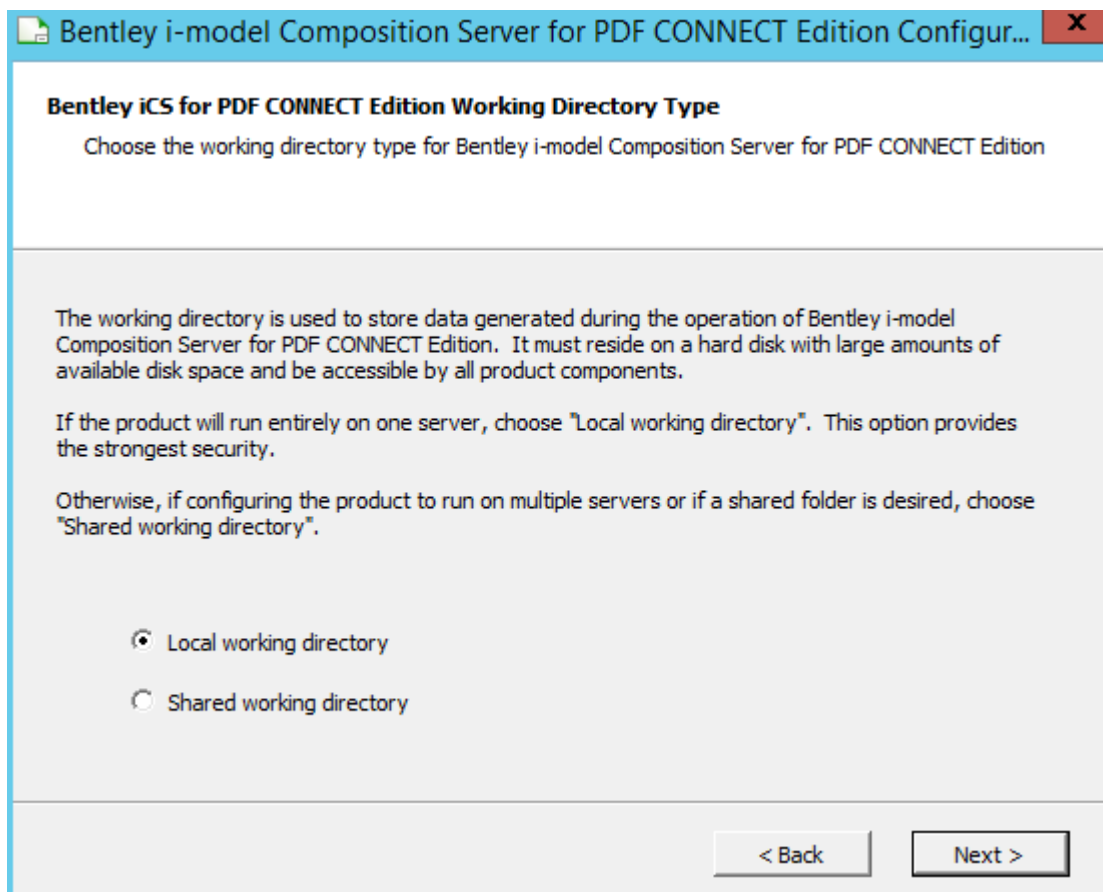 Bentley i-model Composition Server for PDF CONNECT Edition Configur... x
Bentley iCS for PDF CONNECT Edition Working Directory Type
Choose the working directory type for Bentley i-model Composition Server for PDF CONNECT Edition
The working directory is used to store data generated during the operation of Bentley i-model
Composition Server for PDF CONNECT Edition.  It must reside on a hard disk with large amounts of
available disk space and be accessible by all product components.
If the product will run entirely on one server, choose "Local working directory".  This option provides
the strongest security.
Otherwise, if configuring the product to run on multiple servers or if a shared folder is desired, choose
"Shared working directory".
Local working directory
Shared working directory
< Back Next >